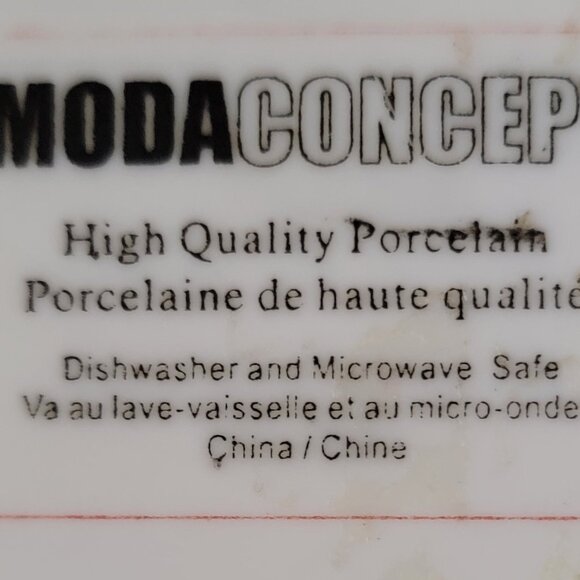 MODACONCEP
High Quality Porcelain
Porcelaine de haute qualité
Dishwasher and Microwave Safe
Va au lave-vaisselle et au micro-onde
China / Chine